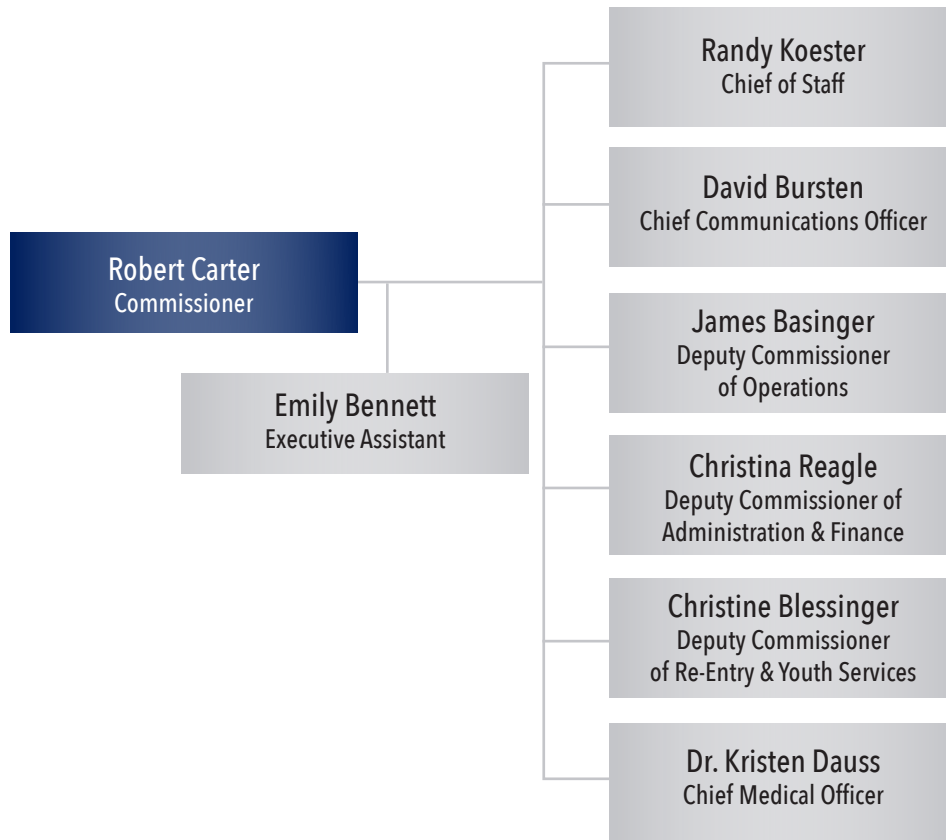 Robert Carter
Commissioner
Emily Bennett
Executive Assistant
Randy Koester
Chief of Staff
David Bursten
Chief Communications Officer
James Basinger
Deputy Commissioner
of Operations
Christina Reagle
Deputy Commissioner of
Administration & Finance
Christine Blessinger
Deputy Commissioner
of Re-Entry & Youth Services
Dr. Kristen Dauss
Chief Medical Officer